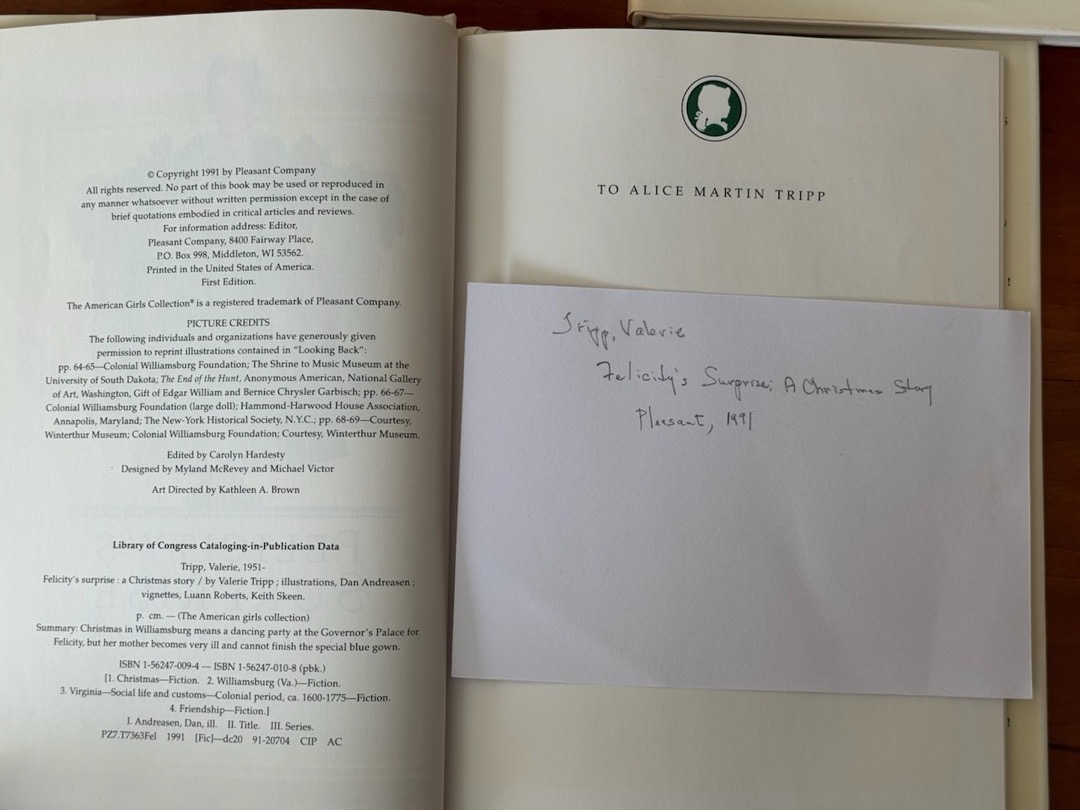 © Copyright 1991 by Pleasant Company
All rights reserved. No part of this book may be used or reproduced in
any manner whatsoever without written permission except in the case of
brief quotations embodied in critical articles and reviews.
For information address: Editor,
Pleasant Company, 8400 Fairway Place,
P.O. Box 998, Middleton, WI 53562.
Printed in the United States of America.
First Edition.
The American Girls Collection® is a registered trademark of Pleasant Company.
PICTURE CREDITS
The following individuals and organizations have generously given
permission to reprint illustrations contained in "Looking Back":
pp. 64-65—Colonial Williamsburg Foundation; The Shrine to Music Museum at the
University of South Dakota; The End of the Hunt, Anonymous American, National Gallery
of Art, Washington, Gift of Edgar William and Bernice Chrysler Garbisch; pp. 66-67—
Colonial Williamsburg Foundation (large doll); Hammond-Harwood House Association,
Annapolis, Maryland; The New-York Historical Society, N.Y.C.; pp. 68-69—Courtesy,
Winterthur Museum; Colonial Williamsburg Foundation; Courtesy, Winterthur Museum.
Edited by Carolyn Hardesty
Designed by Myland McRevey and Michael Victor
Art Directed by Kathleen A. Brown
Library of Congress Cataloging-in-Publication Data
Tripp, Valerie, 1951-
Felicity's surprise : a Christmas story / by Valerie Tripp ; illustrations, Dan Andreasen ;
vignettes, Luann Roberts, Keith Skeen.
p. cm. — (The American girls collection)
Summary: Christmas in Williamsburg means a dancing party at the Governor's Palace for
Felicity, but her mother becomes very ill and cannot finish the special blue gown.
ISBN 1-56247-009-4 — ISBN 1-56247-010-8 (pbk.)
[1. Christmas—Fiction. 2. Williamsburg (Va.)—Fiction.
3. Virginia—Social life and customs—Colonial period, ca. 1600-1775—Fiction.
4. Friendship—Fiction.]
I. Andreasen, Dan, ill. II. Title. III. Series.
PZ7.T7363Fel 1991 [Fic]—dc20 91-20704 CIP AC
TO ALICE MARTIN TRIPP
Tripp, Valerie
Felicity's Surprise: A Christmas Story
Pleasant, 1991